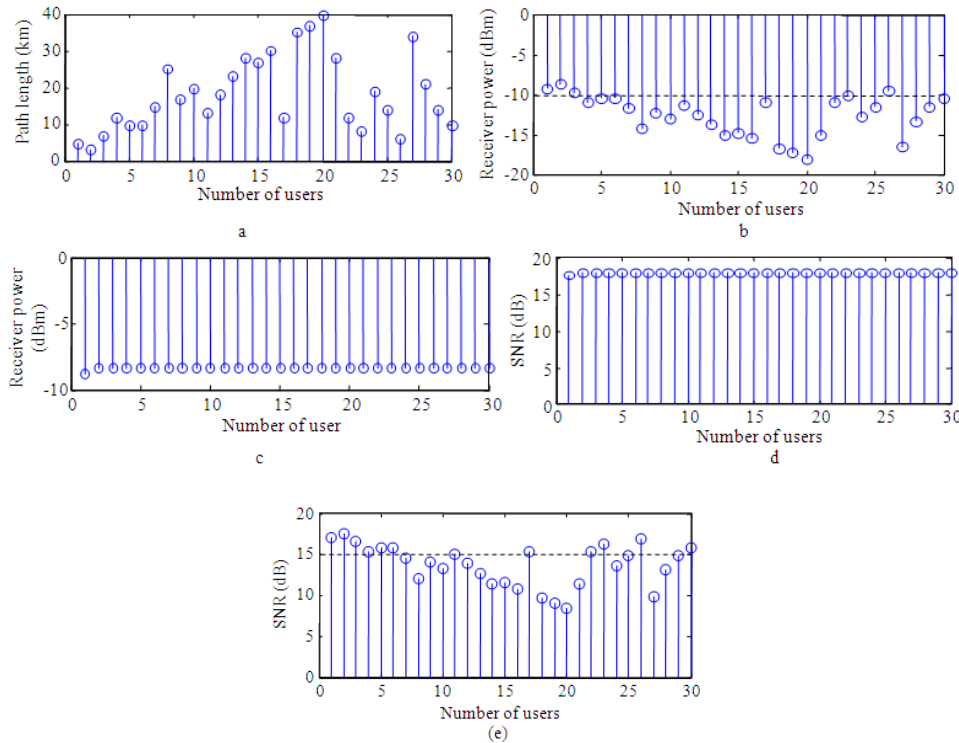 40
30
20
10
0
Path length (km)
0 5 10 15 20 25 30
Number of users
a
0
-5
-10
-15
-20
Receiver power (dBm)
0 5 10 15 20 25 30
Number of users
b
0
-5
-10
Receiver power
(dBm)
0 5 10 15 20 25 30
Number of user
c
20
15
10
5
0
SNR (dB)
0 5 10 15 20 25 30
Number of users
d
20
15
10
5
0
SNR (dB)
0 5 10 15 20 25 30
Number of users
(e)